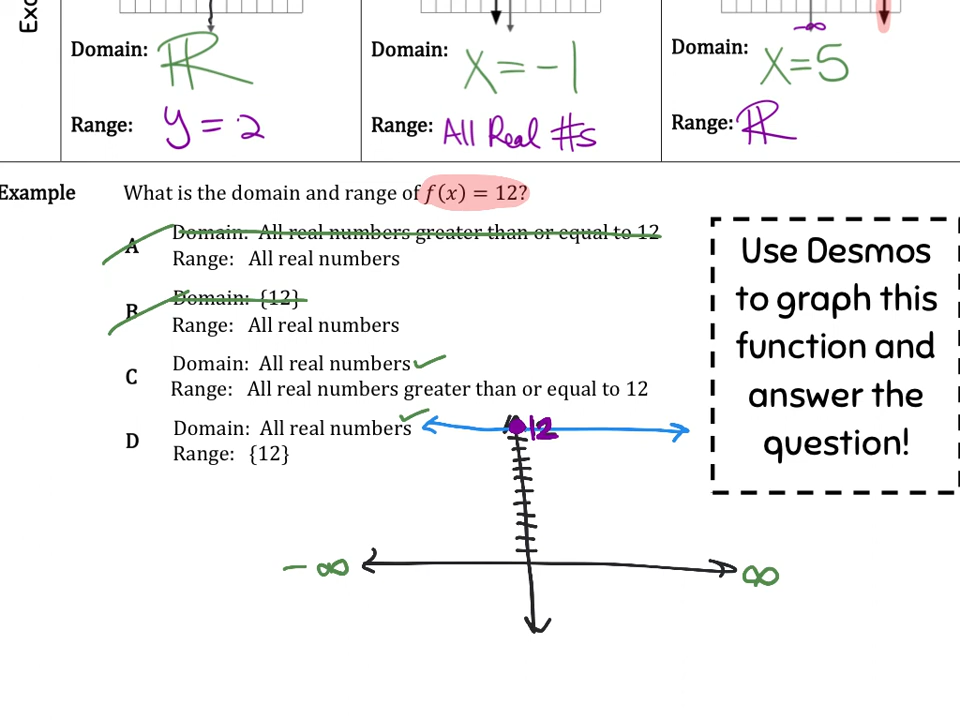 Exc
-∞
Domain: ℝ
Range: y = 2
Domain: x = -1
Range: All Real #s
Domain: x = 5
Range: ℝ
Example What is the domain and range of f(x) = 12?
A Domain: All real numbers greater than or equal to 12
Range: All real numbers
B Domain: {12}
Range: All real numbers
C Domain: All real numbers
Range: All real numbers greater than or equal to 12
D Domain: All real numbers
Range: {12}
12
-∞ ∞
Use Desmos
to graph this
function and
answer the
question!